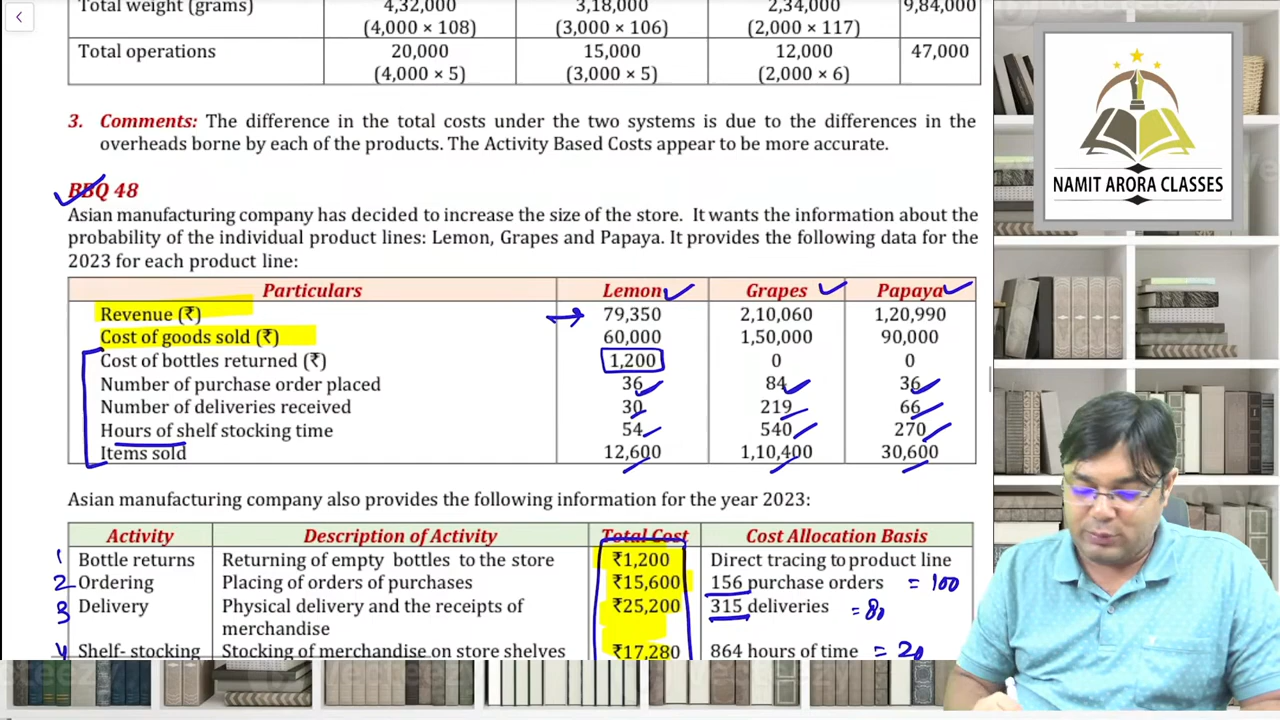 Total weight (grams) 4,32,000 3,18,000 2,34,000 9,84,000
(4,000 × 108) (3,000 × 106) (2,000 × 117)
Total operations 20,000 15,000 12,000 47,000
(4,000 × 5) (3,000 × 5) (2,000 × 6)
3. Comments: The difference in the total costs under the two systems is due to the differences in the
overheads borne by each of the products. The Activity Based Costs appear to be more accurate.
BBQ 48
Asian manufacturing company has decided to increase the size of the store. It wants the information about the
probability of the individual product lines: Lemon, Grapes and Papaya. It provides the following data for the
2023 for each product line:
Particulars Lemon Grapes Papaya
Revenue (₹) 79,350 2,10,060 1,20,990
Cost of goods sold (₹) 60,000 1,50,000 90,000
Cost of bottles returned (₹) 1,200 0 0
Number of purchase order placed 36 84 36
Number of deliveries received 30 219 66
Hours of shelf stocking time 54 540 270
Items sold 12,600 1,10,400 30,600
Asian manufacturing company also provides the following information for the year 2023:
Activity Description of Activity Total Cost Cost Allocation Basis
1 Bottle returns Returning of empty bottles to the store ₹1,200 Direct tracing to product line
2 Ordering Placing of orders of purchases ₹15,600 156 purchase orders = 100
3 Delivery Physical delivery and the receipts of ₹25,200 315 deliveries = 80
merchandise
4 Shelf- stocking Stocking of merchandise on store shelves ₹17,280 864 hours of time = 20
NAMIT ARORA CLASSES